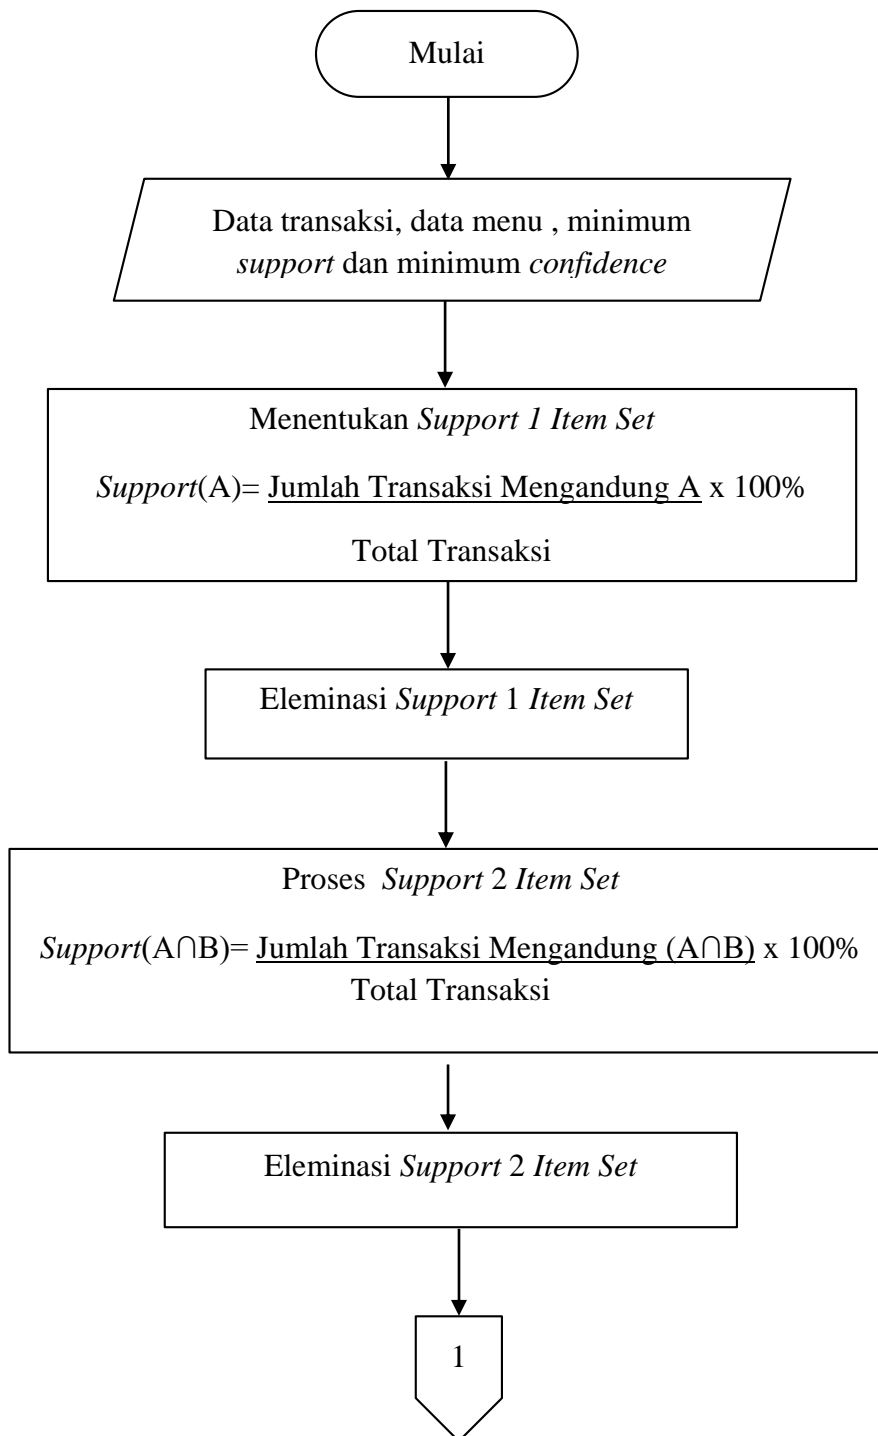 Mulai
Data transaksi, data menu , minimum
support dan minimum confidence
Menentukan Support 1 Item Set
Support(A)= Jumlah Transaksi Mengandung A x 100%
Total Transaksi
Eleminasi Support 1 Item Set
Proses  Support 2 Item Set
Support(A∩B)= Jumlah Transaksi Mengandung (A∩B) x 100%
Total Transaksi
Eleminasi Support 2 Item Set
1